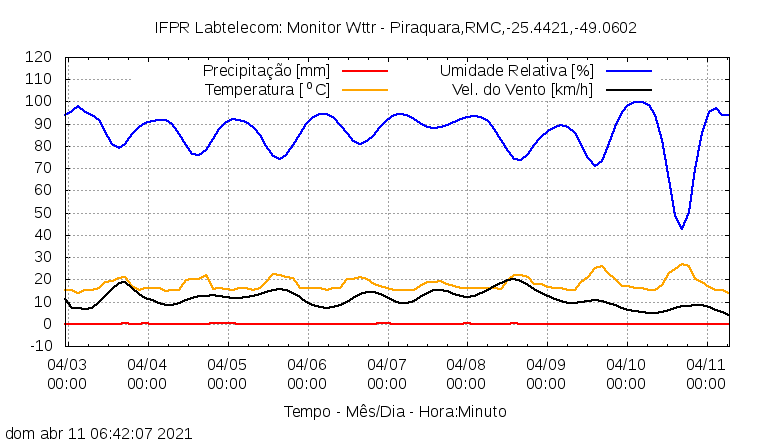 IFPR Labtelecom: Monitor Wttr - Piraquara,RMC,-25.4421,-49.0602
Precipitação [mm]
Temperatura [ºC]
Umidade Relativa [%]
Vel. do Vento [km/h]
120
110
100
90
80
70
60
50
40
30
20
10
0
-10
04/03 04/04 04/05 04/06 04/07 04/08 04/09 04/10 04/11
00:00 00:00 00:00 00:00 00:00 00:00 00:00 00:00 00:00
Tempo - Mês/Dia - Hora:Minuto
dom abr 11 06:42:07 2021